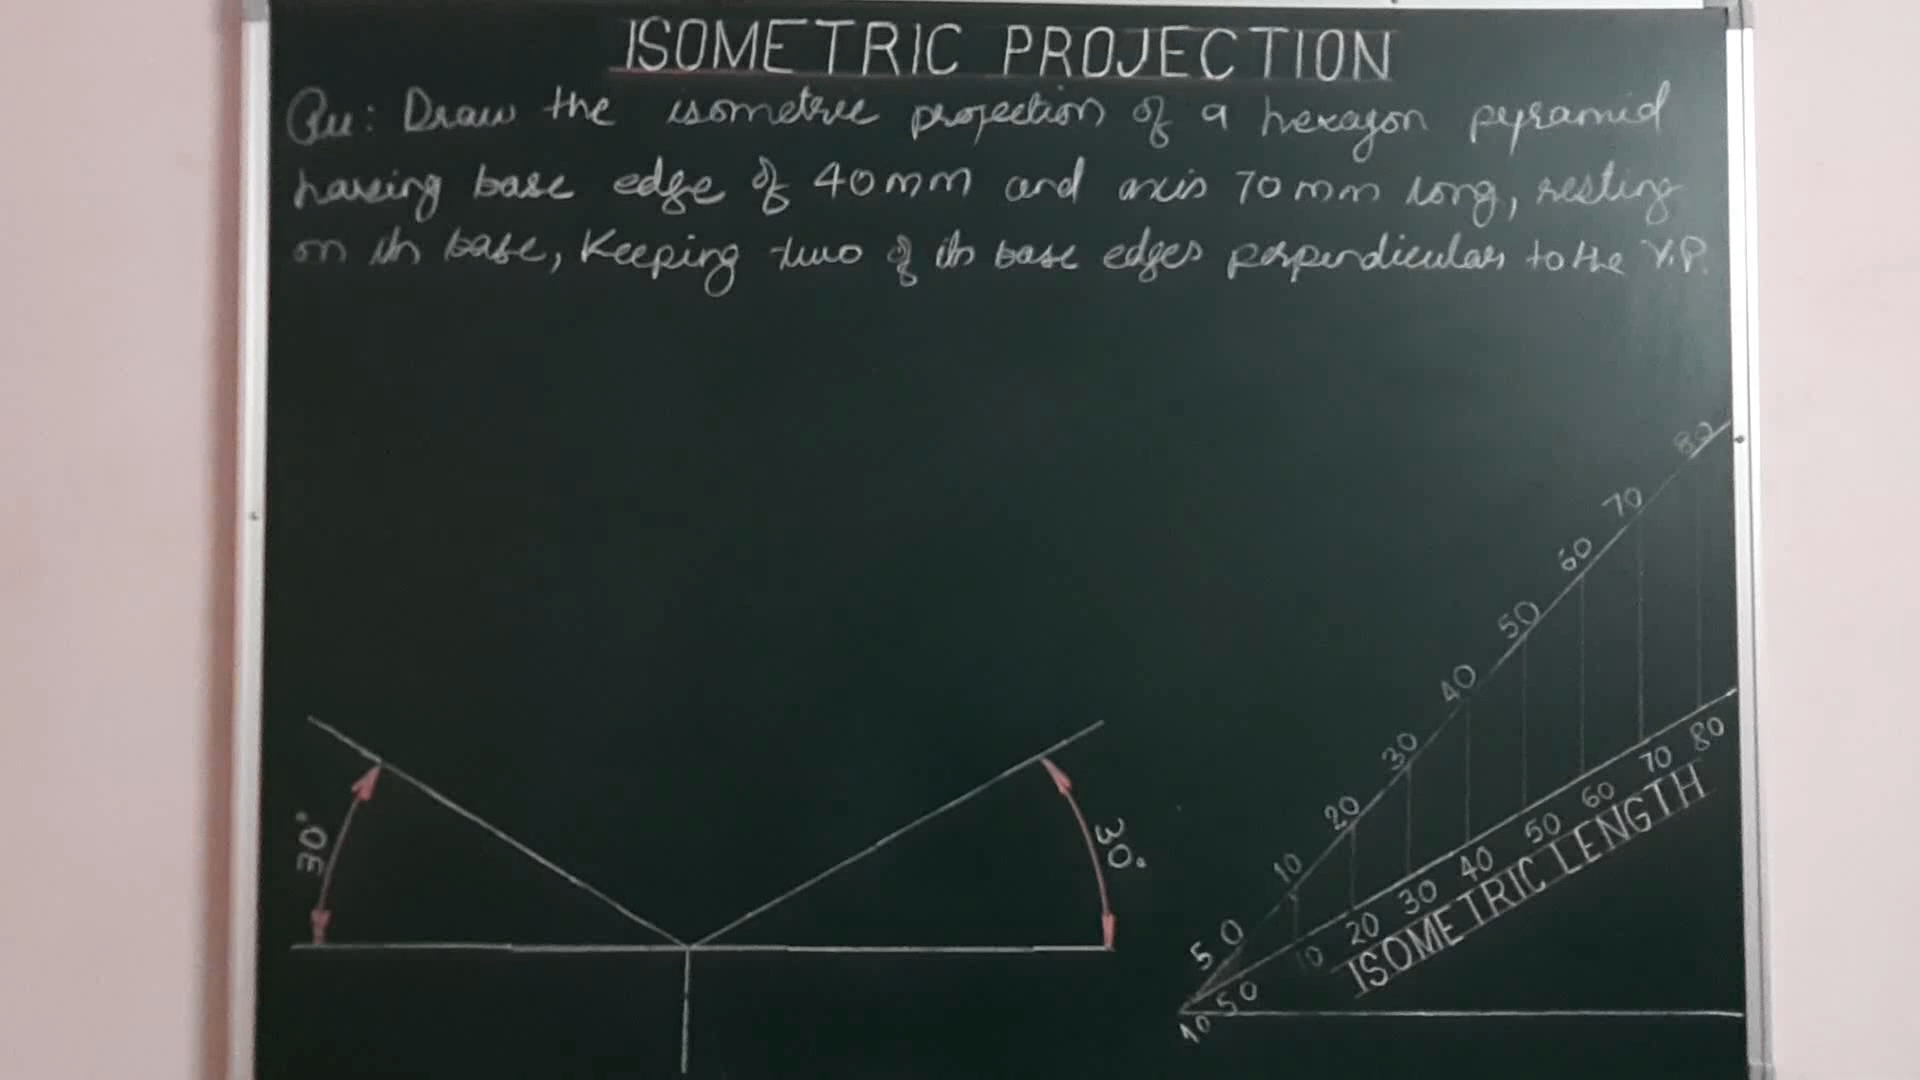 ISOMETRIC PROJECTION
Qu: Draw the isometric projection of a hexagon pyramid
having base edge of 40mm and axis 70mm long, resting
on its base, Keeping two of its base edges perpendicular to the V.P.
80
70
60
50
40
30
20
10
5 0
10 5 0
10 20 30 40 50 60 70 80
ISOMETRIC LENGTH
30°
30°